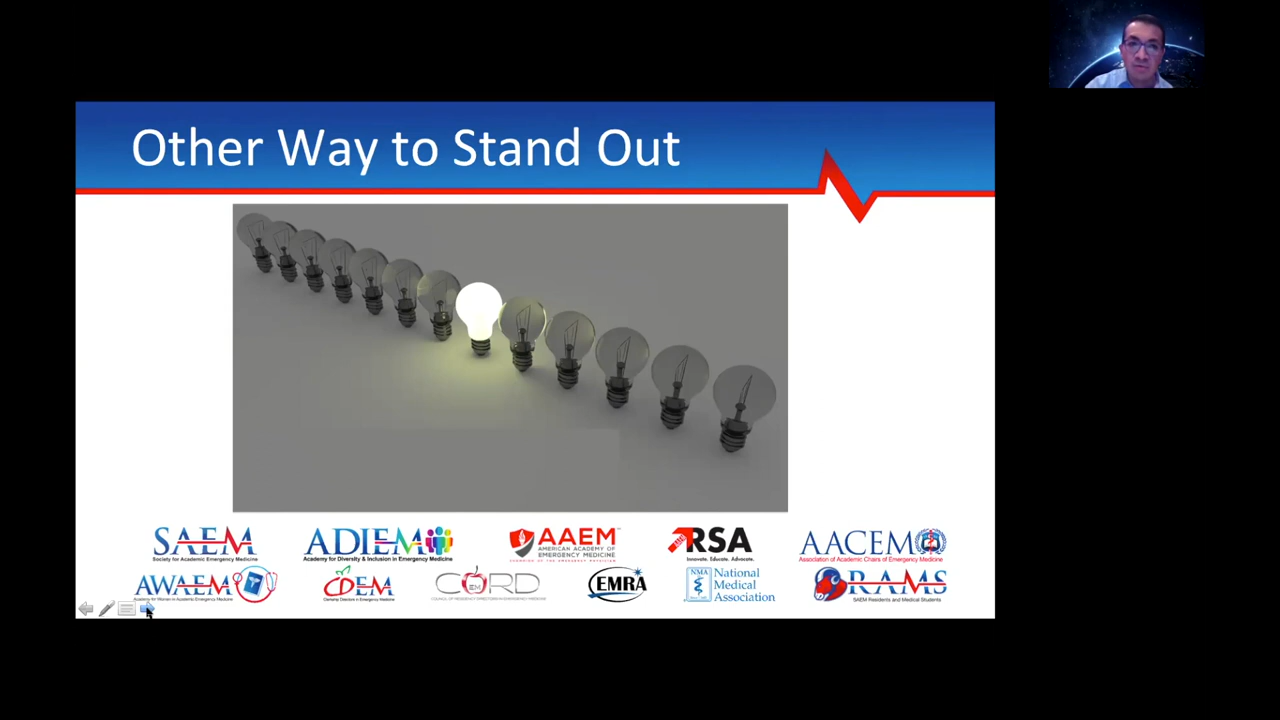 Other Way to Stand Out
SAEM
Society for Academic Emergency Medicine
ADIEM
Academy for Diversity & Inclusion in Emergency Medicine
AAEM
AMERICAN ACADEMY OF
EMERGENCY MEDICINE
CHAMPION OF THE EMERGENCY PHYSICIAN
AAEM
RSA
Innovate. Educate. Advocate.
AACEM
Association of Academic Chairs of Emergency Medicine
AWAEM
Academy for Women in Academic Emergency Medicine
CDEM
Clerkship Directors in Emergency Medicine
CORD
EM
COUNCIL OF RESIDENCY DIRECTORS IN EMERGENCY MEDICINE
EMRA
NMA
National
Medical
Association
RAMS
SAEM Residents and Medical Students